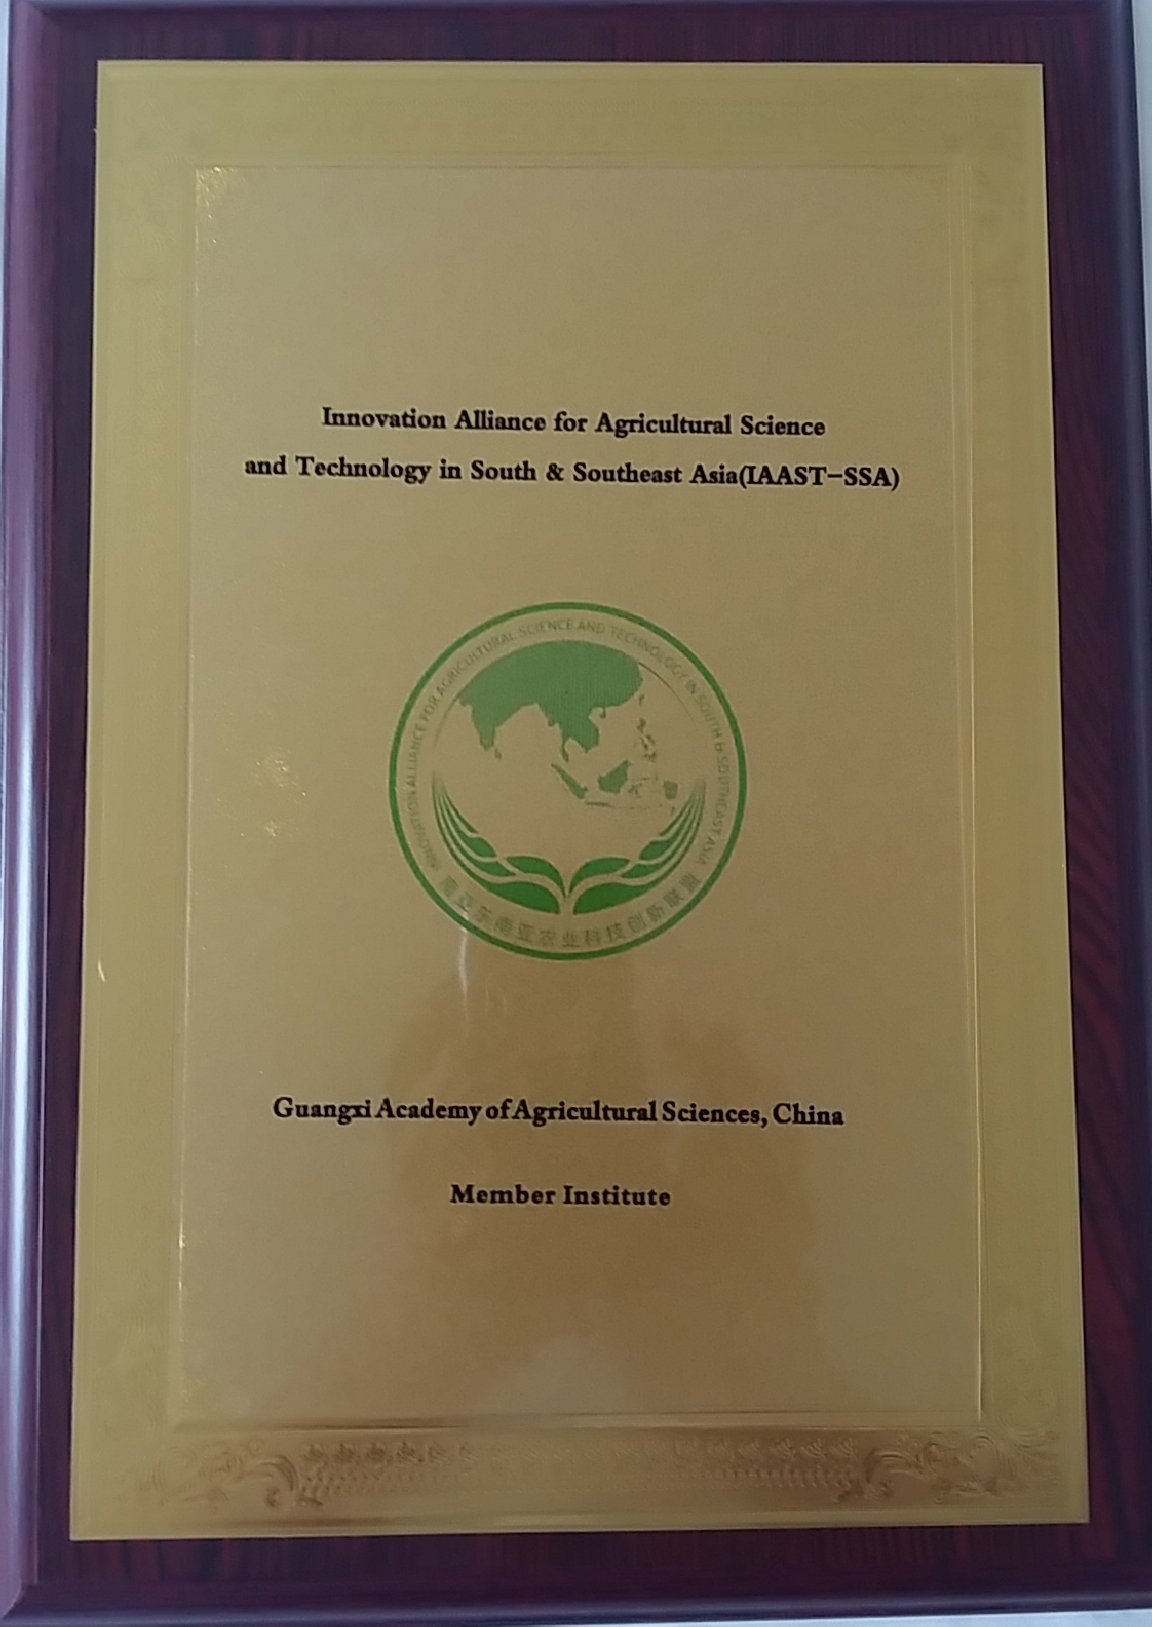 Innovation Alliance for Agricultural Science
and Technology in South & Southeast Asia(IAAST-SSA)
INNOVATION ALLIANCE FOR AGRICULTURAL SCIENCE AND TECHNOLOGY IN SOUTH & SOUTHEAST ASIA
南亚东南亚农业科技创新联盟
Guangxi Academy of Agricultural Sciences, China
Member Institute